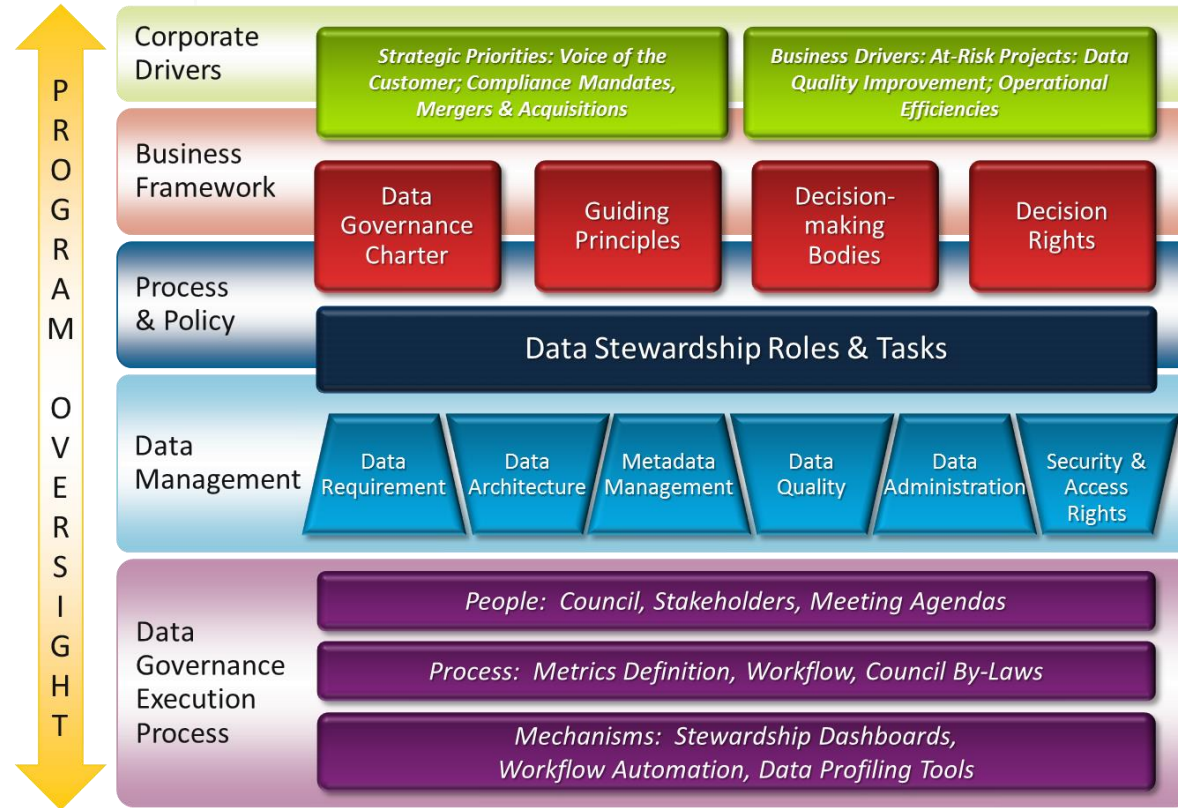 PROGRAM OVERSIGHT
Corporate
Drivers
Strategic Priorities: Voice of the
Customer; Compliance Mandates,
Mergers & Acquisitions
Business Drivers: At-Risk Projects: Data
Quality Improvement; Operational
Efficiencies
Business
Framework
Data
Governance
Charter
Guiding
Principles
Decision-
making
Bodies
Decision
Rights
Process
& Policy
Data Stewardship Roles & Tasks
Data
Management
Data
Requirement
Data
Architecture
Metadata
Management
Data
Quality
Data
Administration
Security &
Access
Rights
Data
Governance
Execution
Process
People: Council, Stakeholders, Meeting Agendas
Process: Metrics Definition, Workflow, Council By-Laws
Mechanisms: Stewardship Dashboards,
Workflow Automation, Data Profiling Tools